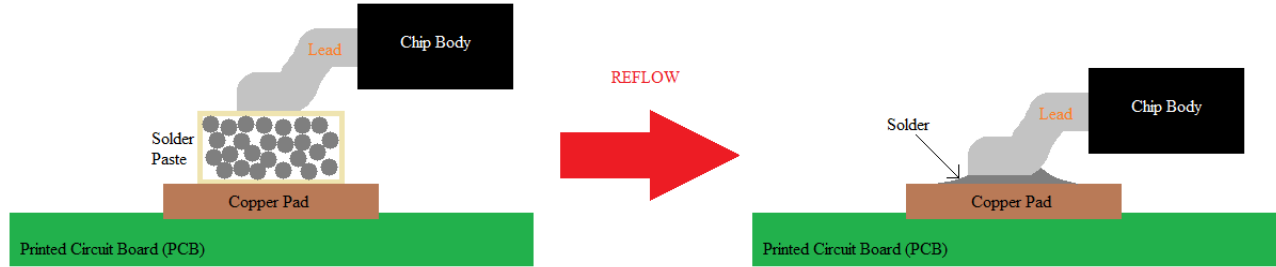 Chip Body
Lead
Solder
Paste
Copper Pad
Printed Circuit Board (PCB)
REFLOW
Chip Body
Lead
Solder
Copper Pad
Printed Circuit Board (PCB)